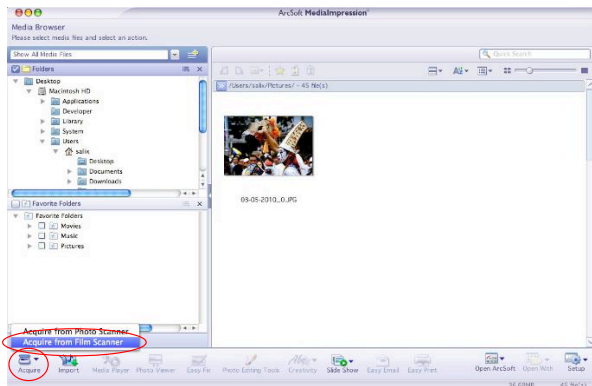 ArcSoft MediaImpression
Media Browser
Please select media files and select an action.
Show All Media Files
Quick Search
Folders
Desktop
Macintosh HD
Applications
Developer
Library
System
Users
salix
Desktop
Documents
Downloads
/Users/salix/Pictures/ - 45 file(s)
03-05-2010_0.JPG
Favorite Folders
Favorite Folders
Movies
Music
Pictures
Acquire from Photo Scanner
Acquire from Film Scanner
Acquire Import Media Player Photo Viewer Easy Fix Photo Editing Tools Creativity Slide Show Easy Email Easy Print Open ArcSoft Open With Setup
45 file(s)